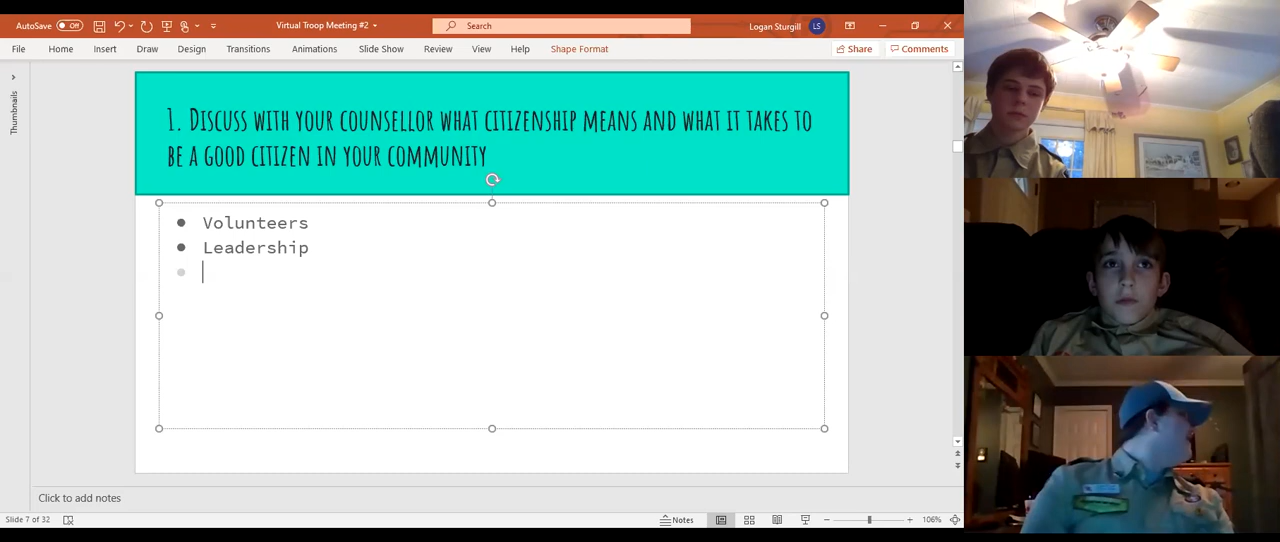 AutoSave Off
Virtual Troop Meeting #2
Search
Logan Sturgill LS
File Home Insert Draw Design Transitions Animations Slide Show Review View Help Shape Format Share Comments
Thumbnails
1. Discuss with your counsellor what citizenship means and what it takes to
be a good citizen in your community
● Volunteers
● Leadership
Click to add notes
Slide 7 of 32
Notes
106%